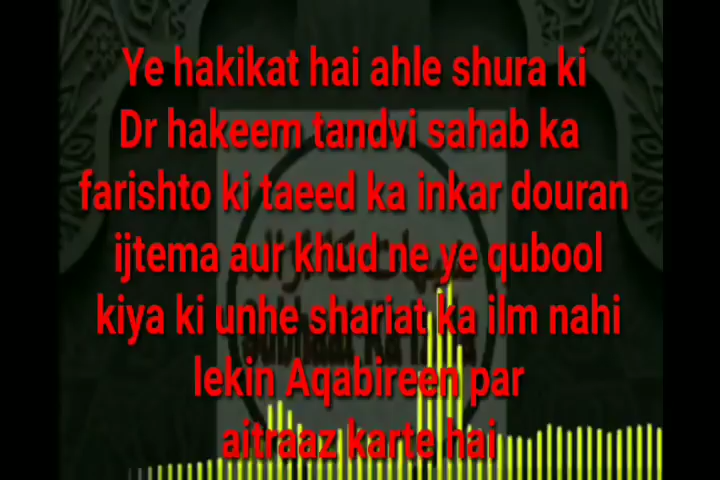 Ye hakikat hai ahle shura ki
Dr hakeem tandvi sahab ka
farishto ki taeed ka inkar douran
ijtema aur khud ne ye qubool
kiya ki unhe shariat ka ilm nahi
lekin Aqabireen par
aitraaz karte hai